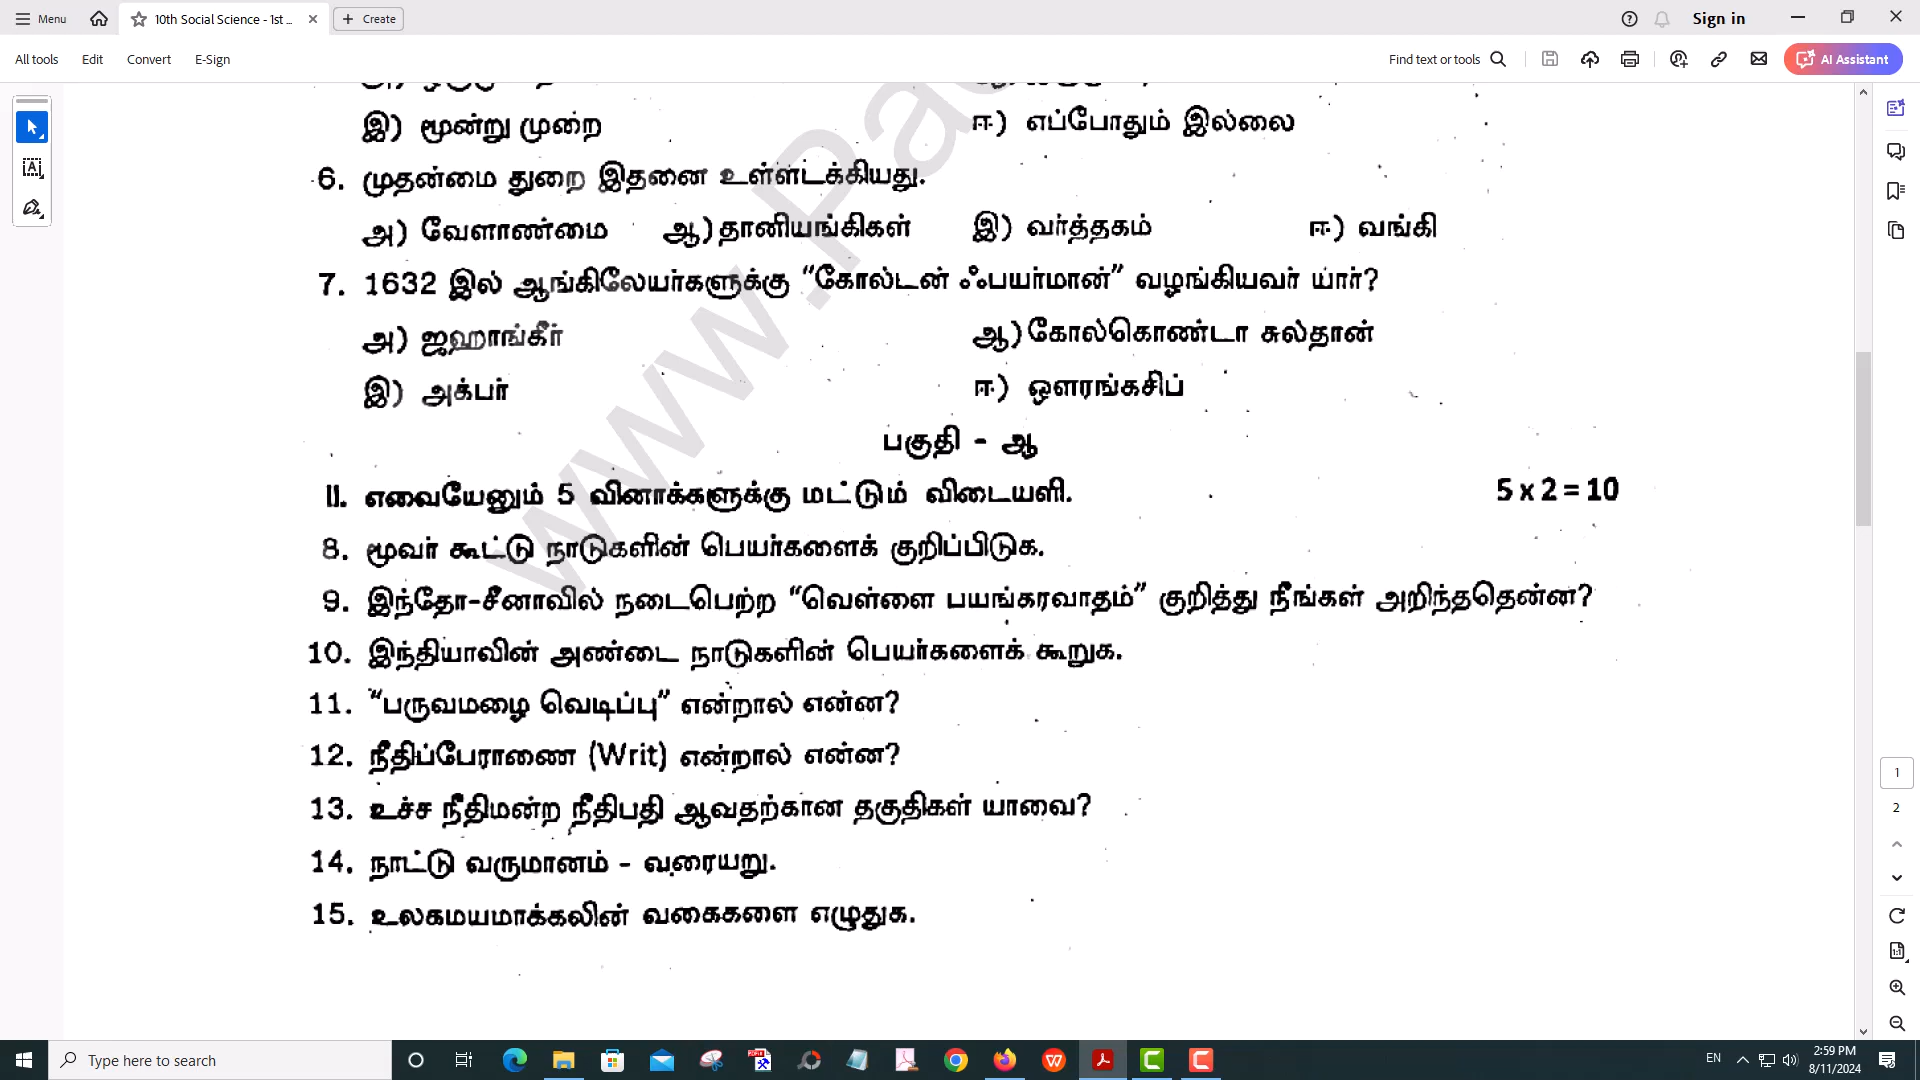 Menu
10th Social Science - 1st ...
Create
Sign in
All tools Edit Convert E-Sign
Find text or tools
AI Assistant
இ) மூன்று முறை ஈ) எப்போதும் இல்லை
6. முதன்மை துறை இதனை உள்ளடக்கியது.
அ) வேளாண்மை ஆ) தானியங்கிகள் இ) வர்த்தகம் ஈ) வங்கி
7. 1632 இல் ஆங்கிலேயர்களுக்கு “கோல்டன் ஃபயர்மான்” வழங்கியவர் யார்?
அ) ஜஹாங்கீர் ஆ) கோல்கொண்டா சுல்தான்
இ) அக்பர் ஈ) ஔரங்கசிப்
பகுதி - ஆ
II. எவையேனும் 5 வினாக்களுக்கு மட்டும் விடையளி. 5 x 2 = 10
8. மூவர் கூட்டு நாடுகளின் பெயர்களைக் குறிப்பிடுக.
9. இந்தோ-சீனாவில் நடைபெற்ற “வெள்ளை பயங்கரவாதம்” குறித்து நீங்கள் அறிந்ததென்ன?
10. இந்தியாவின் அண்டை நாடுகளின் பெயர்களைக் கூறுக.
11. “பருவமழை வெடிப்பு” என்றால் என்ன?
12. நீதிப்பேராணை (Writ) என்றால் என்ன?
13. உச்ச நீதிமன்ற நீதிபதி ஆவதற்கான தகுதிகள் யாவை?
14. நாட்டு வருமானம் - வரையறு.
15. உலகமயமாக்கலின் வகைகளை எழுதுக.
www.Pa
1
2
Type here to search
EN
2:59 PM
8/11/2024